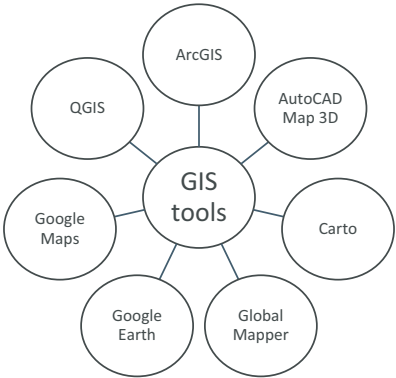 ArcGIS
QGIS
AutoCAD
Map 3D
GIS
tools
Google
Maps
Carto
Google
Earth
Global
Mapper